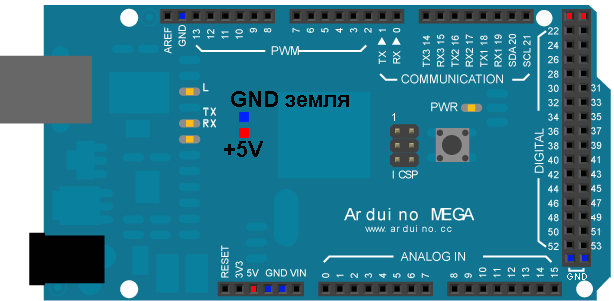 AREF GND 13 12 11 10 9 8 7 6 5 4 3 2 1 0 TX3 14 RX3 15 TX2 16 RX2 17 TX1 18 RX1 19 SDA 20 SCL 21
TX RX
PWM
COMMUNICATION
L
TX
RX
GND земля
+5V
PWR
1
ICSP
Arduino MEGA
www.arduino.cc
DIGITAL
22
24
26
28
30 31
32 33
34 35
36 37
38 39
40 41
42 43
44 45
46 47
48 49
50 51
52 53
GND
ANALOG IN
RESET 3V3 5V GND VIN 0 1 2 3 4 5 6 7 8 9 10 11 12 13 14 15